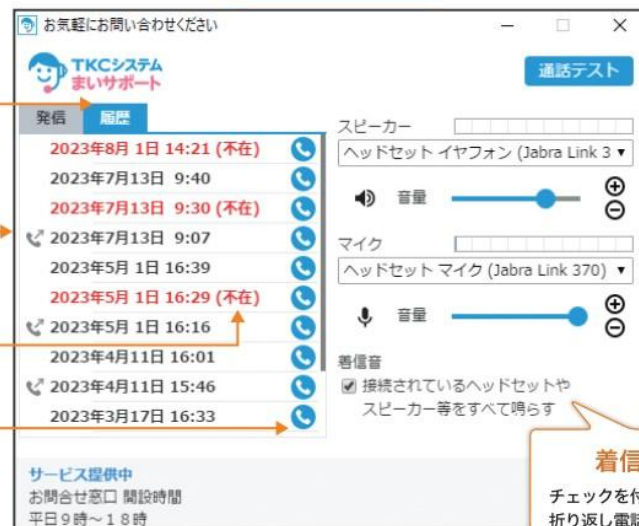 お気軽にお問い合わせください
TKCシステム
まいサポート
通話テスト
発信
履歴
2023年8月 1日 14:21 (不在)
2023年7月13日 9:40
2023年7月13日 9:30 (不在)
2023年7月13日 9:07
2023年5月 1日 16:39
2023年5月 1日 16:29 (不在)
2023年5月 1日 16:16
2023年4月11日 16:01
2023年4月11日 15:46
2023年3月17日 16:33
スピーカー
ヘッドセット イヤフォン (Jabra Link 3
音量
マイク
ヘッドセット マイク (Jabra Link 370)
音量
着信音
接続されているヘッドセットや
スピーカー等をすべて鳴らす
サービス提供中
お問合せ窓口 開設時間
平日9時～18時
着信
チェックを付
折り返し電話